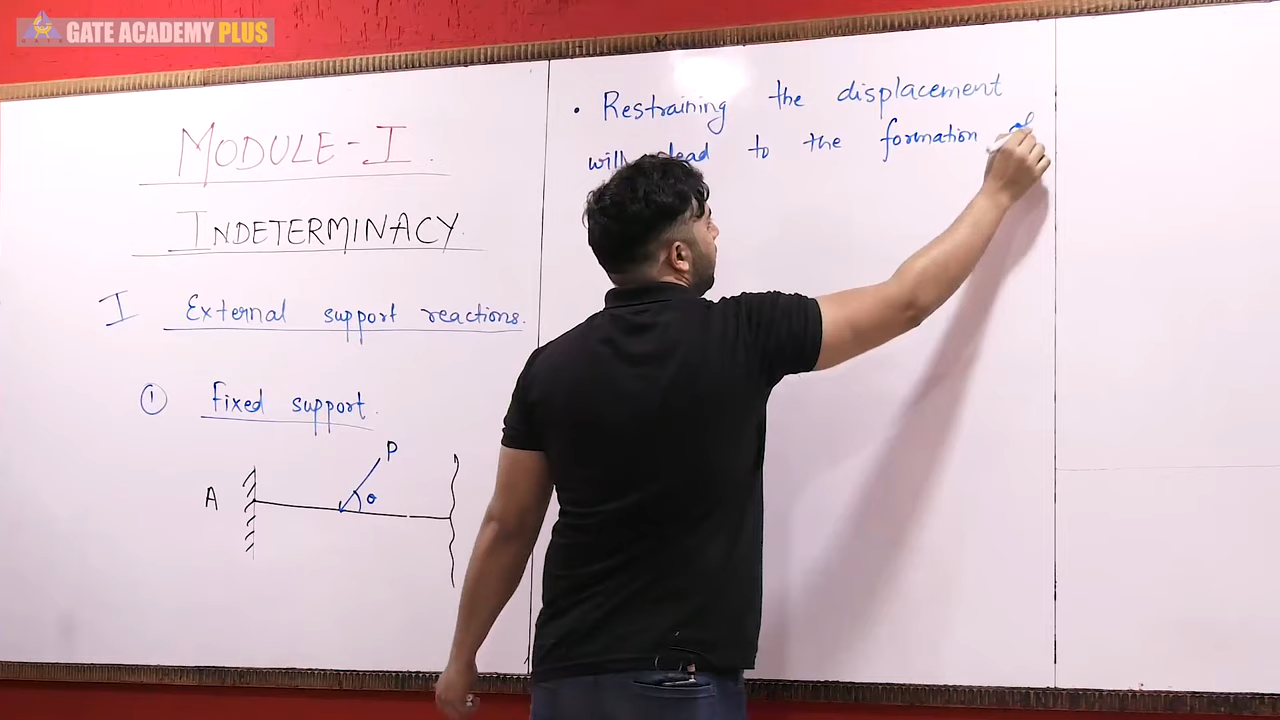 GATE ACADEMY PLUS
MODULE-I.
INDETERMINACY.
I External support reactions.
① Fixed support.
A
P
θ
• Restraining the displacement
will lead to the formation of